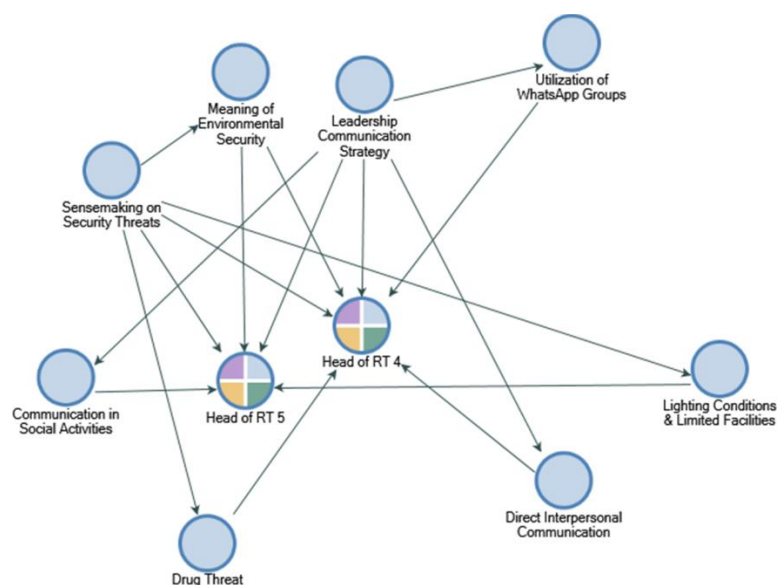 Utilization of
WhatsApp Groups
Meaning of
Environmental
Security
Leadership
Communication
Strategy
Sensemaking on
Security Threats
Head of RT 4
Head of RT 5
Communication in
Social Activities
Lighting Conditions
& Limited Facilities
Direct Interpersonal
Communication
Drug Threat